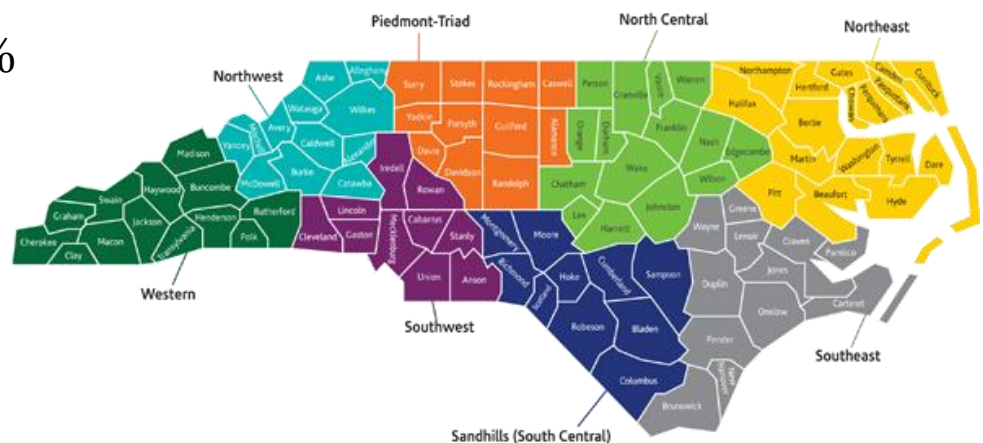 %
Piedmont-Triad
North Central
Northeast
Northwest
Ashe
Alleghany
Surry
Stokes
Rockingham
Caswell
Person
Granville
Vance
Warren
Northampton
Gates
Camden
Currituck
Hertford
Pasquotank
Perquimans
Chowan
Halifax
Bertie
Watauga
Wilkes
Yadkin
Forsyth
Guilford
Alamance
Orange
Durham
Franklin
Nash
Edgecombe
Martin
Washington
Tyrrell
Dare
Avery
Mitchell
Yancey
Caldwell
Alexander
Iredell
Davie
Davidson
Randolph
Chatham
Wake
Wilson
Pitt
Beaufort
Hyde
Madison
McDowell
Burke
Catawba
Rowan
Lee
Johnston
Harnett
Wayne
Greene
Lenoir
Craven
Pamlico
Haywood
Buncombe
Swain
Graham
Jackson
Henderson
Rutherford
Polk
Transylvania
Cherokee
Macon
Clay
Cleveland
Lincoln
Gaston
Mecklenburg
Cabarrus
Stanly
Union
Anson
Montgomery
Moore
Richmond
Scotland
Hoke
Cumberland
Sampson
Duplin
Jones
Onslow
Carteret
Robeson
Bladen
Pender
New Hanover
Columbus
Brunswick
Western
Southwest
Southeast
Sandhills (South Central)